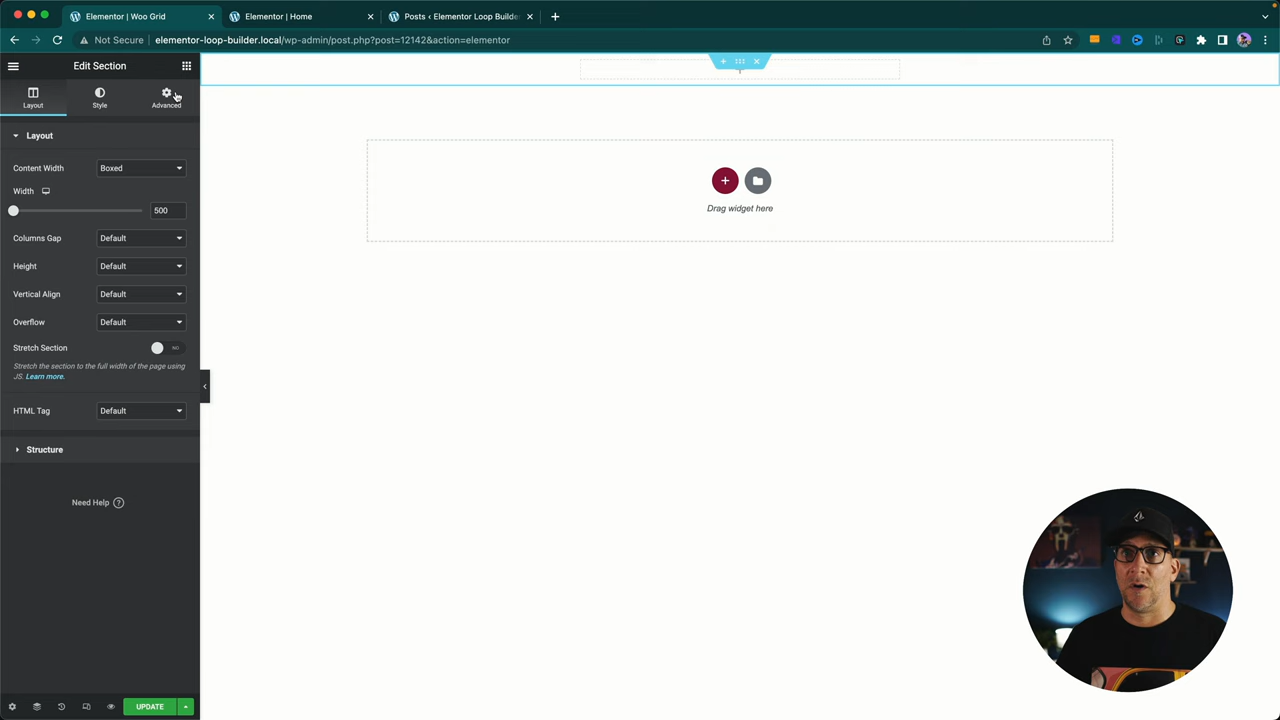 Elementor | Woo Grid
Elementor | Home
Posts ‹ Elementor Loop Builder
Not Secure
elementor-loop-builder.local/wp-admin/post.php?post=12142&action=elementor
Edit Section
Layout
Style
Advanced
Layout
Content Width
Boxed
Width
500
Columns Gap
Default
Height
Default
Vertical Align
Default
Overflow
Default
Stretch Section
NO
Stretch the section to the full width of the page using
JS. Learn more.
HTML Tag
Default
Structure
Need Help
UPDATE
Drag widget here